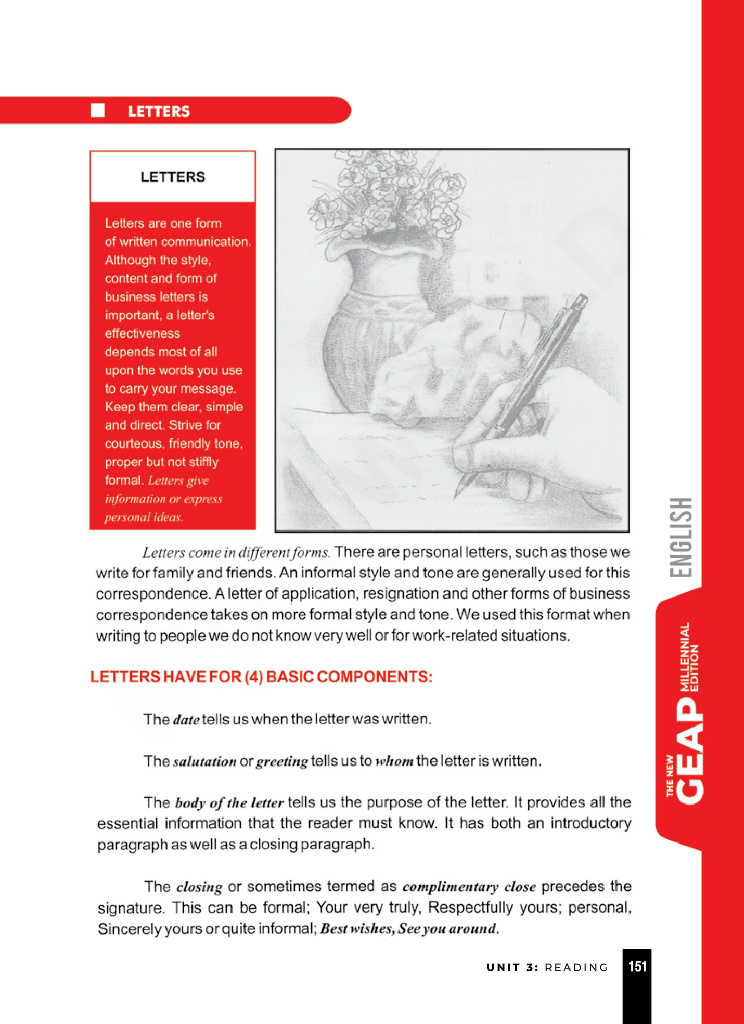 LETTERS
LETTERS
Letters are one form
of written communication.
Although the style,
content and form of
business letters is
important, a letter's
effectiveness
depends most of all
upon the words you use
to carry your message.
Keep them clear, simple
and direct. Strive for
courteous, friendly tone,
proper but not stiffly
formal. Letters give
information or express
personal ideas.
Letters come in different forms. There are personal letters, such as those we
write for family and friends. An informal style and tone are generally used for this
correspondence. A letter of application, resignation and other forms of business
correspondence takes on more formal style and tone. We used this format when
writing to people we do not know very well or for work-related situations.
LETTERS HAVE FOR (4) BASIC COMPONENTS:
The date tells us when the letter was written.
The salutation or greeting tells us to whom the letter is written.
The body of the letter tells us the purpose of the letter. It provides all the
essential information that the reader must know. It has both an introductory
paragraph as well as a closing paragraph.
The closing or sometimes termed as complimentary close precedes the
signature. This can be formal; Your very truly, Respectfully yours; personal,
Sincerely yours or quite informal; Best wishes, See you around.
ENGLISH
THE NEW
GEAP
MILLENNIAL
EDITION
UNIT 3: READING 151